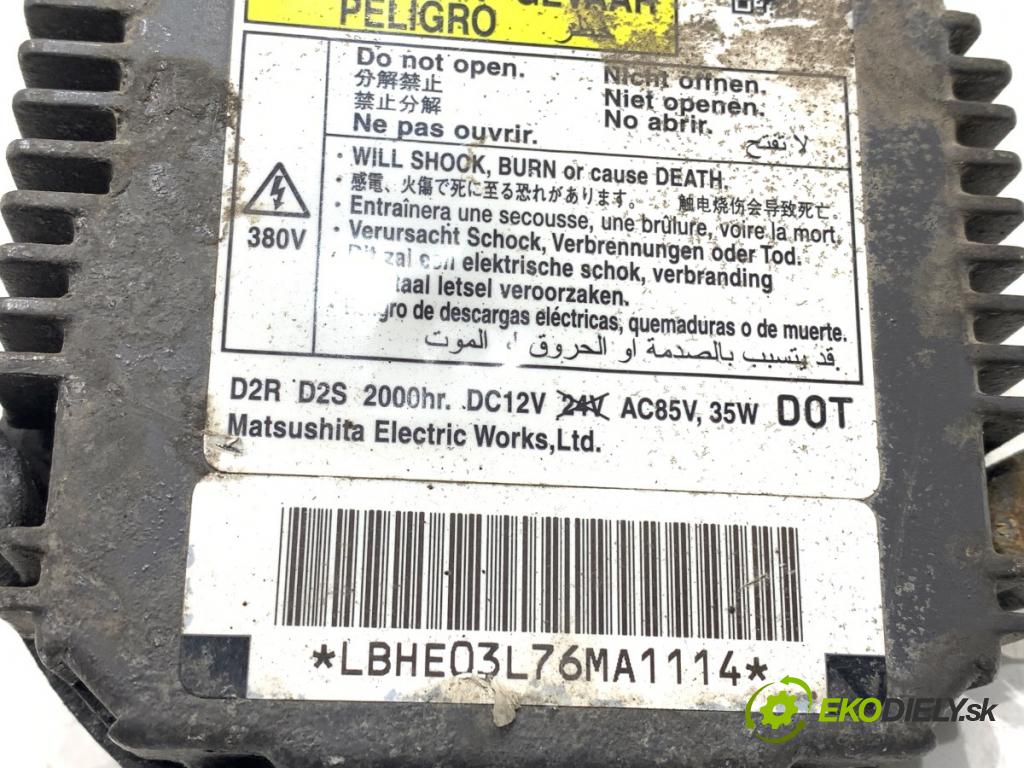 GEVAAR
PELIGRO
Do not open.
分解禁止
禁止分解
Ne pas ouvrir.
Nicht öffnen.
Niet openen.
No abrir.
لا تفتح
380V
· WILL SHOCK, BURN or cause DEATH.
· 感電、火傷で死に至る恐れがあります。 触电烧伤会导致死亡。
· Entraînera une secousse, une brûlure, voire la mort.
· Verursacht Schock, Verbrennungen oder Tod.
zal een elektrische schok, verbranding
letsel veroorzaken.
de descargas eléctricas, quemaduras o de muerte.
قد يتسبب بالصدمة او الحروق ، الموت
D2R D2S 2000hr. DC12V 24V AC85V, 35W DOT
Matsushita Electric Works,Ltd.
*LBHE03L76MA1114*
EKODIELY.sk